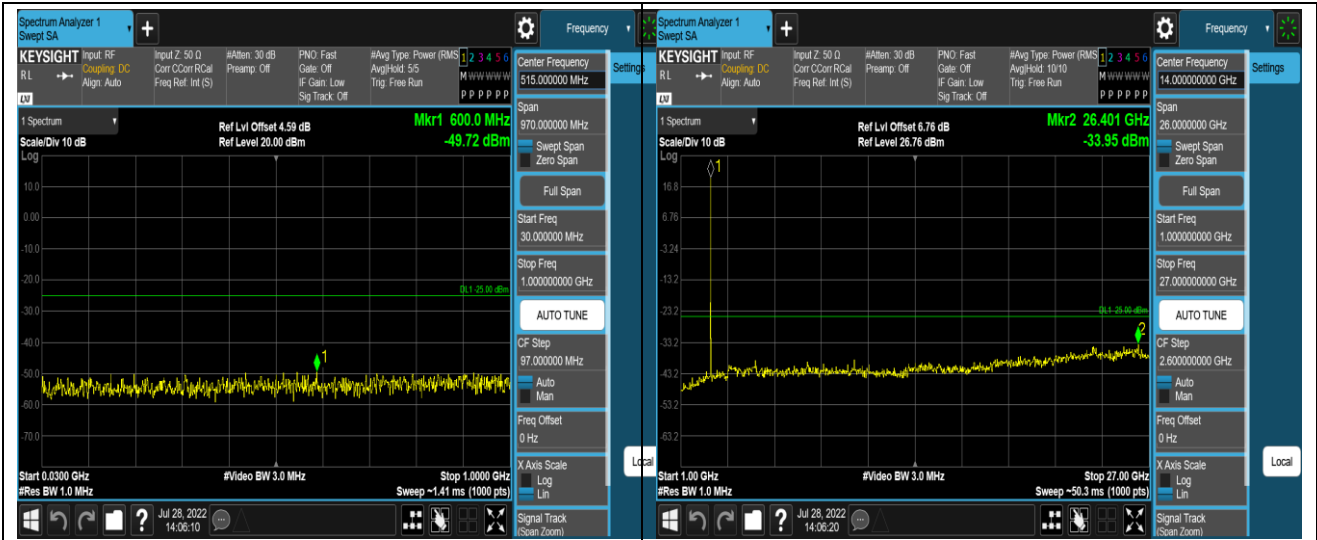 Spectrum Analyzer 1
Swept SA
+
Frequency
KEYSIGHT
RL
LXI
Input: RF
Coupling: DC
Align: Auto
Input Z: 50 Ω
Corr CCorr RCal
Freq Ref: Int (S)
#Atten: 30 dB
Preamp: Off
PNO: Fast
Gate: Off
IF Gain: Low
Sig Track: Off
#Avg Type: Power (RMS
Avg|Hold: 5/5
Trig: Free Run
1 2 3 4 5 6
M W W W W W
P P P P P P
Center Frequency
515.000000 MHz
Settings
Span
970.000000 MHz
Swept Span
Zero Span
Full Span
Start Freq
30.000000 MHz
Stop Freq
1.000000000 GHz
AUTO TUNE
CF Step
97.000000 MHz
Auto
Man
Freq Offset
0 Hz
X Axis Scale
Log
Lin
Signal Track
(Span Zoom)
Local
1 Spectrum
Scale/Div 10 dB
Log
Ref Lvl Offset 4.59 dB
Ref Level 20.00 dBm
Mkr1 600.0 MHz
-49.72 dBm
10.0
0.00
-10.0
-20.0
DL1 -25.00 dBm
-30.0
-40.0
1
-50.0
-60.0
-70.0
Start 0.0300 GHz
#Video BW 3.0 MHz
Stop 1.0000 GHz
#Res BW 1.0 MHz
Sweep ~1.41 ms (1000 pts)
?
Jul 28, 2022
14:06:10
Spectrum Analyzer 1
Swept SA
+
Frequency
KEYSIGHT
RL
LXI
Input: RF
Coupling: DC
Align: Auto
Input Z: 50 Ω
Corr CCorr RCal
Freq Ref: Int (S)
#Atten: 30 dB
Preamp: Off
PNO: Fast
Gate: Off
IF Gain: Low
Sig Track: Off
#Avg Type: Power (RMS
Avg|Hold: 10/10
Trig: Free Run
1 2 3 4 5 6
M W W W W W
P P P P P P
Center Frequency
14.000000000 GHz
Settings
Span
26.0000000 GHz
Swept Span
Zero Span
Full Span
Start Freq
1.000000000 GHz
Stop Freq
27.000000000 GHz
AUTO TUNE
CF Step
2.600000000 GHz
Auto
Man
Freq Offset
0 Hz
X Axis Scale
Log
Lin
Signal Track
(Span Zoom)
Local
1 Spectrum
Scale/Div 10 dB
Log
Ref Lvl Offset 6.76 dB
Ref Level 26.76 dBm
Mkr2 26.401 GHz
-33.95 dBm
1
16.8
6.76
-3.24
-13.2
-23.2
DL1 -25.00 dBm
2
-33.2
-43.2
-53.2
-63.2
Start 1.00 GHz
#Video BW 3.0 MHz
Stop 27.00 GHz
#Res BW 1.0 MHz
Sweep ~50.3 ms (1000 pts)
?
Jul 28, 2022
14:06:20